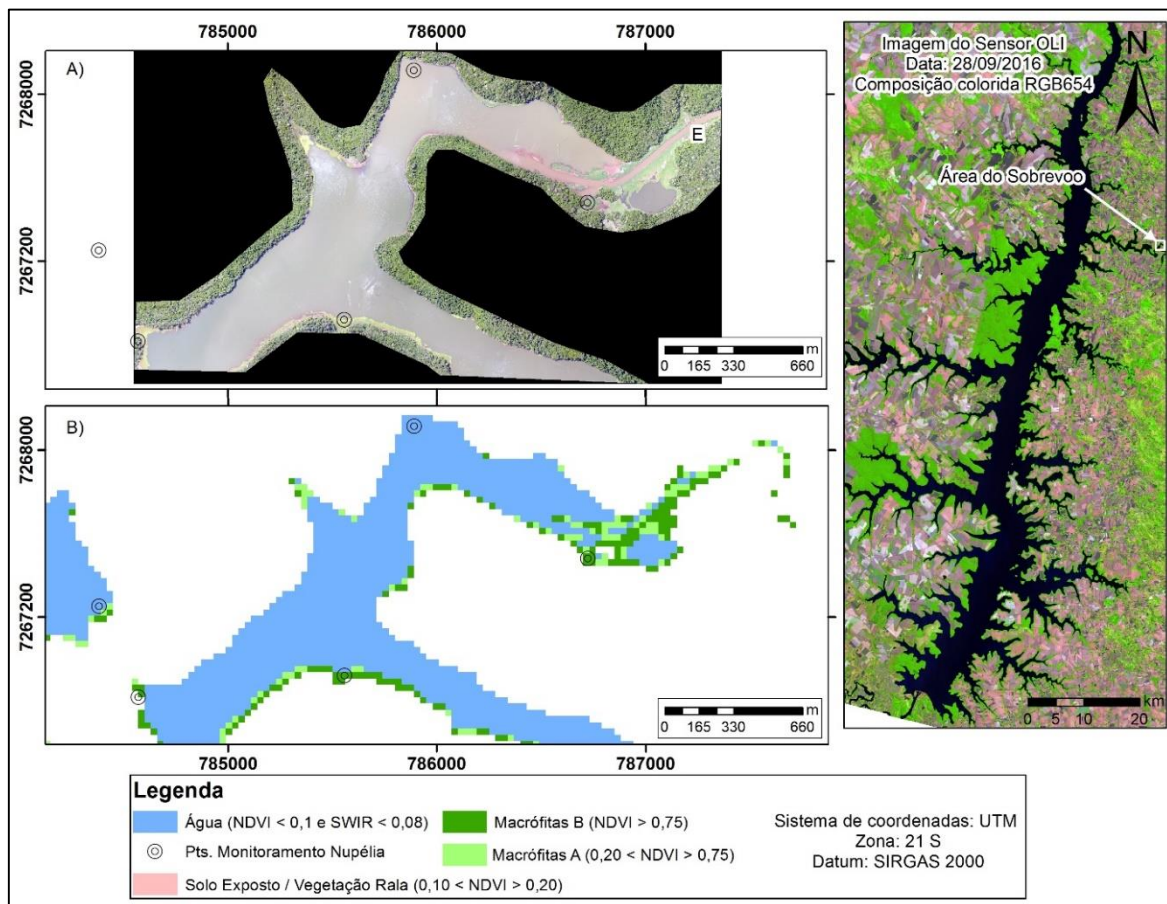 785000 786000 787000
A)
7268000
7267200
E
m
0 165 330 660
B)
7268000
7267200
m
0 165 330 660
785000 786000 787000
Imagem do Sensor OLI
Data: 28/09/2016
Composição colorida RGB654
N
Área do Sobrevoo
km
0 5 10 20
Legenda
Água (NDVI < 0,1 e SWIR < 0,08)
Macrófitas B (NDVI > 0,75)
Pts. Monitoramento Nupélia
Macrófitas A (0,20 < NDVI > 0,75)
Solo Exposto / Vegetação Rala (0,10 < NDVI > 0,20)
Sistema de coordenadas: UTM
Zona: 21 S
Datum: SIRGAS 2000